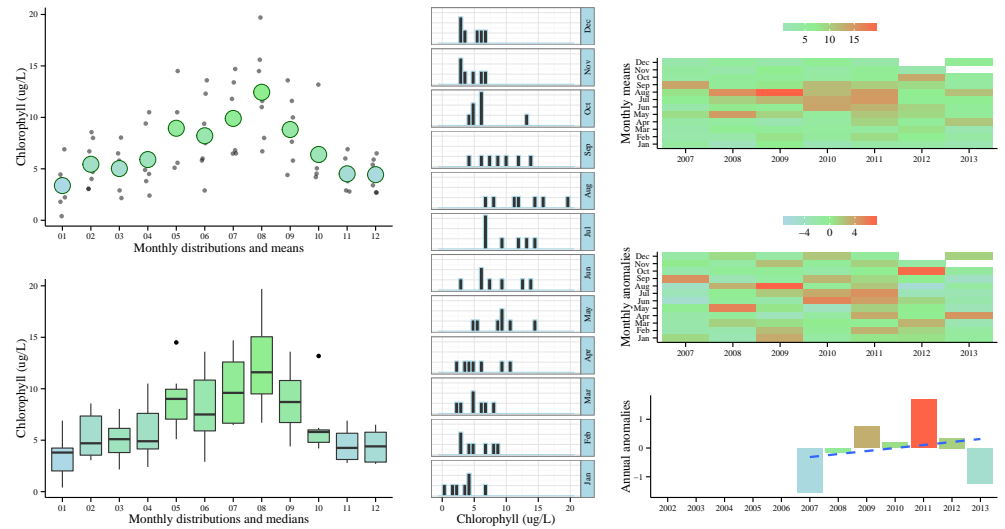 20
15
10
5
0
Chlorophyll (ug/L)
01 02 03 04 05 06 07 08 09 10 11 12
Monthly distributions and means
20
15
10
5
0
Chlorophyll (ug/L)
01 02 03 04 05 06 07 08 09 10 11 12
Monthly distributions and medians
Dec
Nov
Oct
Sep
Aug
Jul
Jun
May
Apr
Mar
Feb
Jan
0 5 10 15 20
Chlorophyll (ug/L)
5 10 15
Monthly means
Dec
Nov
Oct
Sep
Aug
Jul
Jun
May
Apr
Mar
Feb
Jan
2007 2008 2009 2010 2011 2012 2013
−4 0 4
Monthly anomalies
Dec
Nov
Oct
Sep
Aug
Jul
Jun
May
Apr
Mar
Feb
Jan
2007 2008 2009 2010 2011 2012 2013
Annual anomalies
1
0
−1
2002 2003 2004 2005 2006 2007 2008 2009 2010 2011 2012 2013